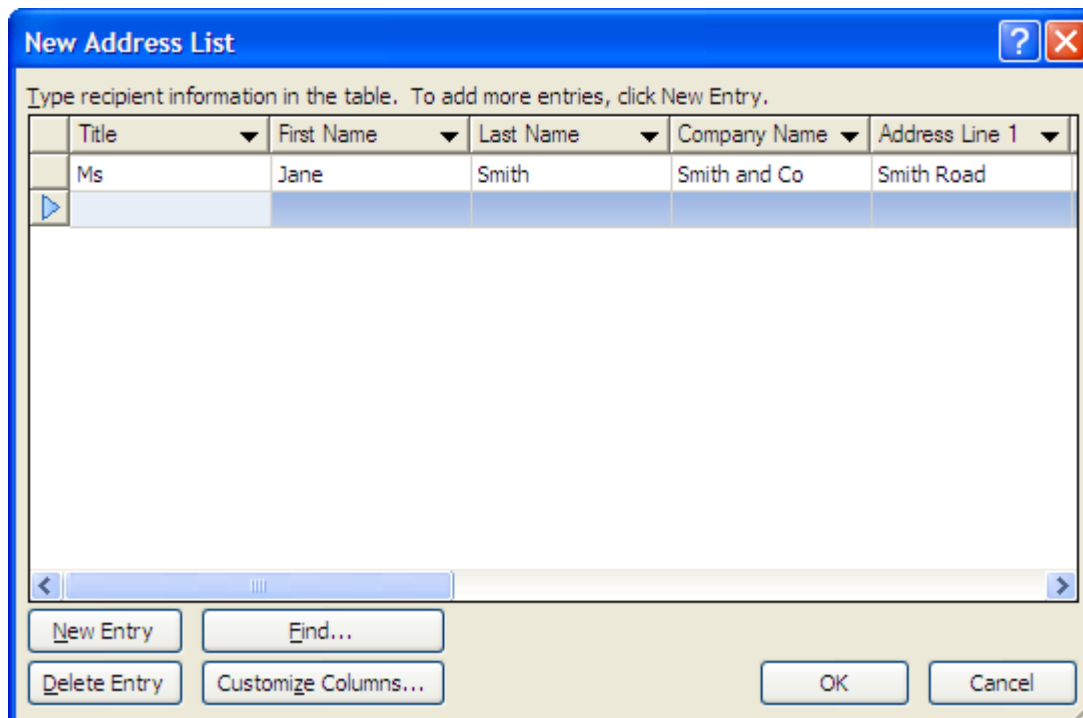 New Address List
Type recipient information in the table. To add more entries, click New Entry.
Title First Name Last Name Company Name Address Line 1
Ms Jane Smith Smith and Co Smith Road
New Entry Find...
Delete Entry Customize Columns... OK Cancel